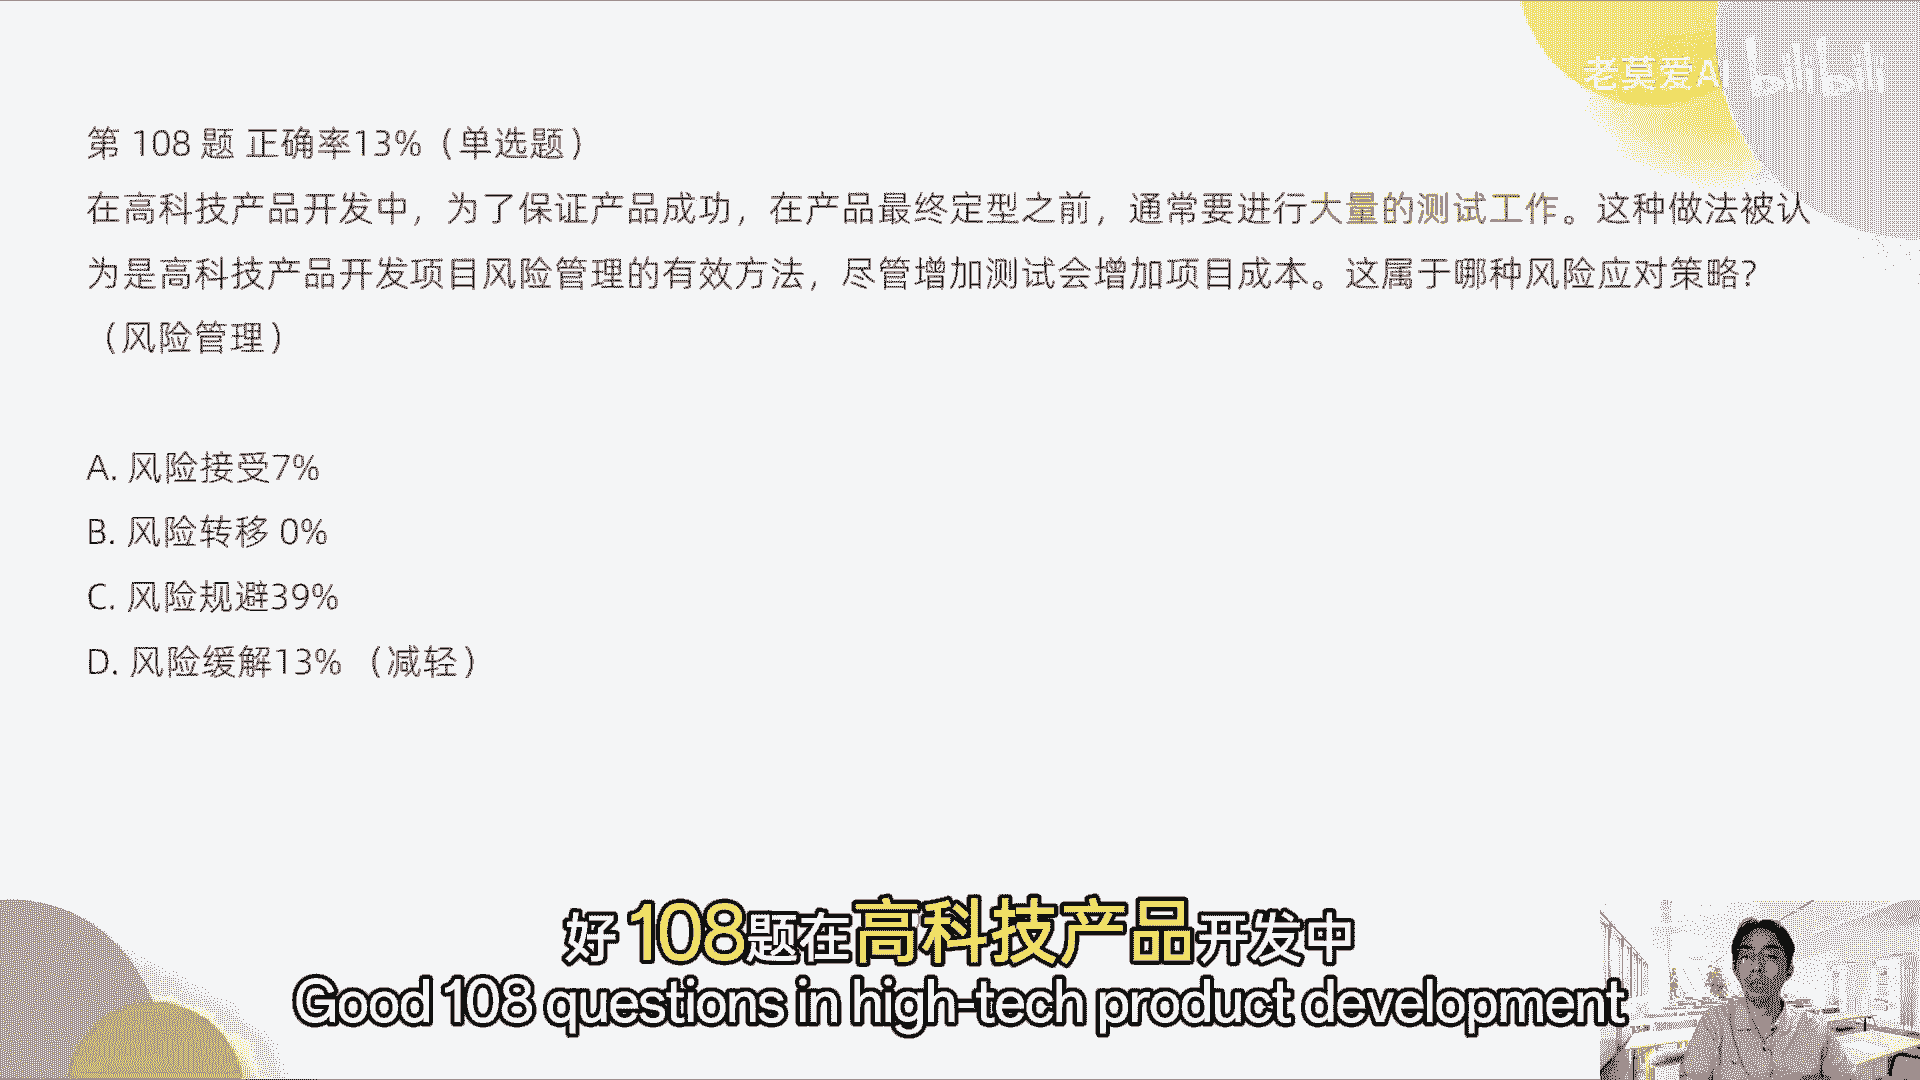 老莫爱AI bilibili
第 108 题 正确率13%（单选题）
在高科技产品开发中，为了保证产品成功，在产品最终定型之前，通常要进行大量的测试工作。这种做法被认
为是高科技产品开发项目风险管理的有效方法，尽管增加测试会增加项目成本。这属于哪种风险应对策略？
（风险管理）
A. 风险接受7%
B. 风险转移 0%
C. 风险规避39%
D. 风险缓解13% （减轻）
好 108题在高科技产品开发中
Good 108 questions in high-tech product development